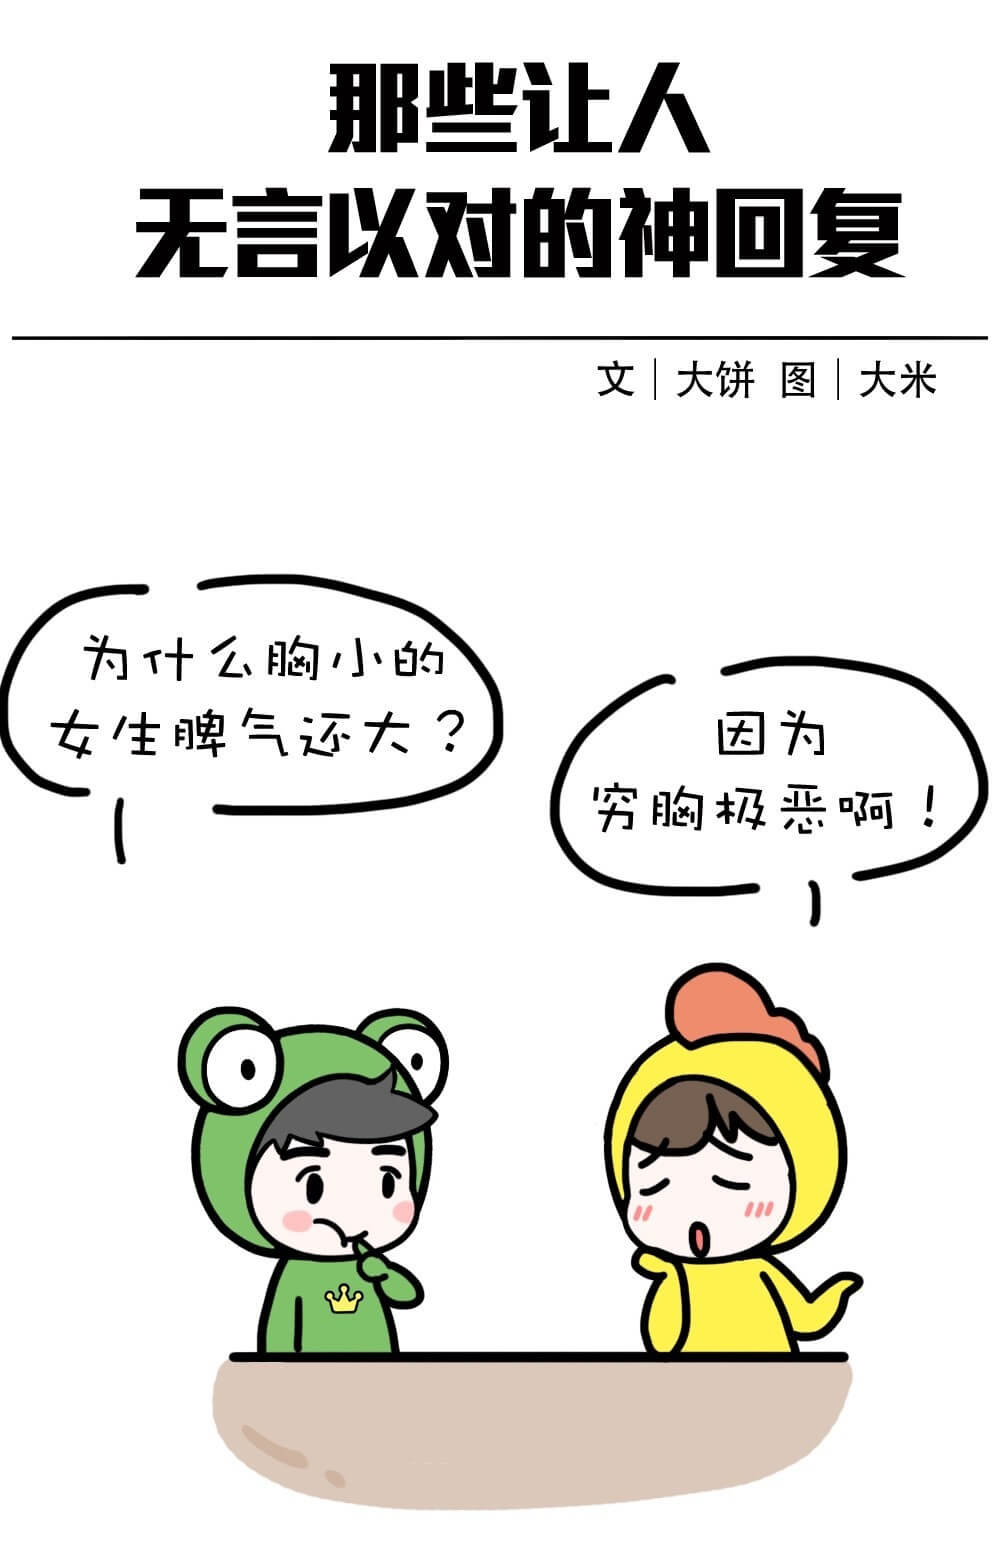 那些让人
无言以对的神回复
文｜大饼 图｜大米
为什么胸小的
女生脾气还大？
因为
穷胸极恶啊！